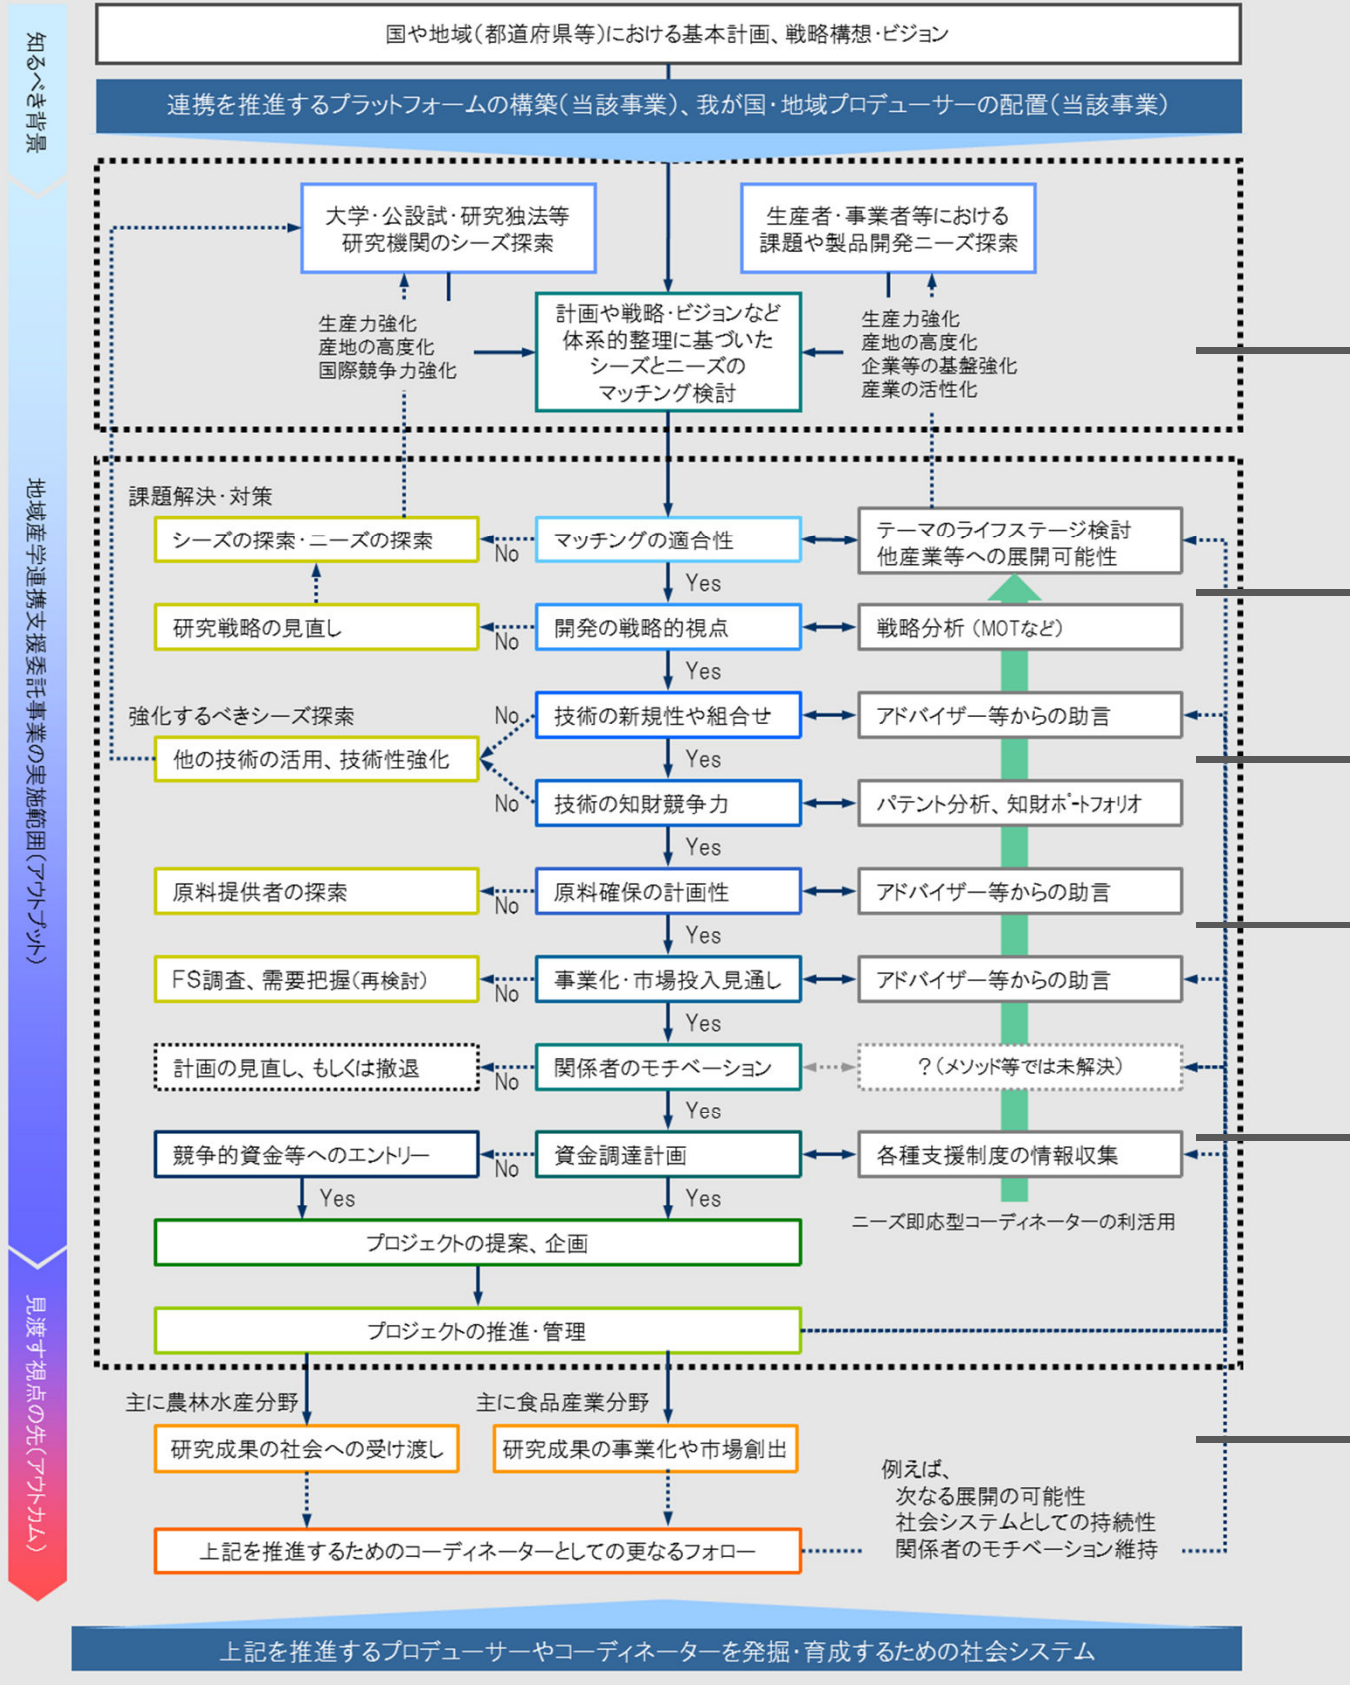 国や地域(都道府県等)における基本計画、戦略構想・ビジョン
連携を推進するプラットフォームの構築(当該事業)、我が国・地域プロデューサーの配置(当該事業)
知るべき背景
大学・公設試・研究独法等
研究機関のシーズ探索
生産者・事業者等における
課題や製品開発ニーズ探索
生産力強化
産地の高度化
国際競争力強化
計画や戦略・ビジョンなど
体系的整理に基づいた
シーズとニーズの
マッチング検討
生産力強化
産地の高度化
企業等の基盤強化
産業の活性化
地域産学連携支援委託事業の実施範囲(アウトプット)
課題解決・対策
シーズの探索・ニーズの探索
No
マッチングの適合性
テーマのライフステージ検討
他産業等への展開可能性
Yes
研究戦略の見直し
No
開発の戦略的視点
戦略分析(MOTなど)
Yes
強化するべきシーズ探索
No
技術の新規性や組合せ
アドバイザー等からの助言
他の技術の活用、技術性強化
Yes
No
技術の知財競争力
パテント分析、知財ポートフォリオ
Yes
原料提供者の探索
No
原料確保の計画性
アドバイザー等からの助言
Yes
FS調査、需要把握(再検討)
No
事業化・市場投入見通し
アドバイザー等からの助言
Yes
計画の見直し、もしくは撤退
No
関係者のモチベーション
?(メソッド等では未解決)
Yes
競争的資金等へのエントリー
No
資金調達計画
各種支援制度の情報収集
Yes
Yes
ニーズ即応型コーディネーターの利活用
プロジェクトの提案、企画
プロジェクトの推進・管理
見渡す視点の先(アウトカム)
主に農林水産分野
主に食品産業分野
研究成果の社会への受け渡し
研究成果の事業化や市場創出
例えば、
次なる展開の可能性
社会システムとしての持続性
関係者のモチベーション維持
上記を推進するためのコーディネーターとしての更なるフォロー
上記を推進するプロデューサーやコーディネーターを発掘・育成するための社会システム